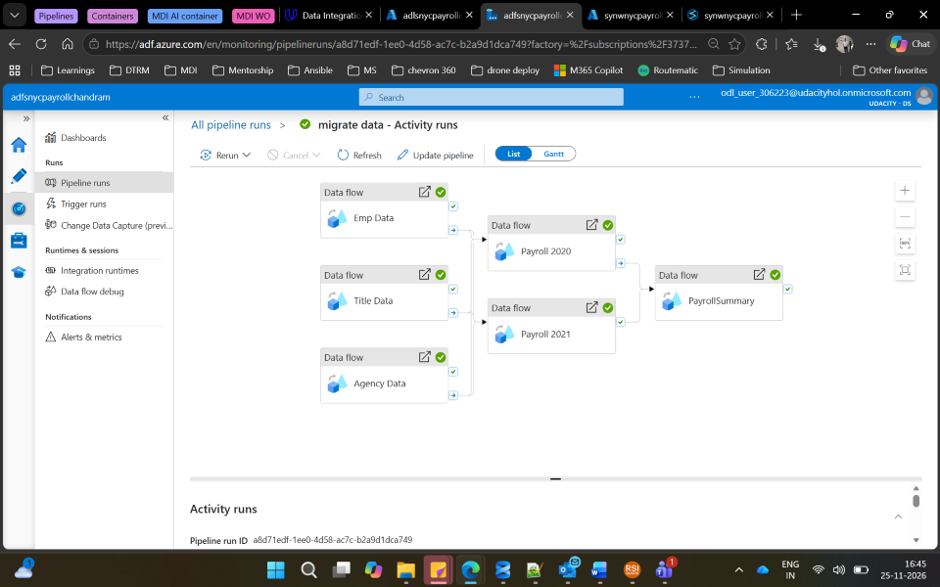 Pipelines
Containers
MDI AI container
MDI WO
Data Integratio
adlsnycpayroll
adfsnycpayroll
synwnycpayrol
synwnycpayrol
https://adf.azure.com/en/monitoring/pipelineruns/a8d71edf-1ee0-4d58-ac7c-b2a9d1dca749?factory=%2Fsubscriptions%2F3737...
Chat
Learnings
DTRM
MDI
Mentorship
Ansible
MS
chevron 360
drone deploy
M365 Copilot
Routematic
Simulation
Other favorites
adfsnycpayrollchandram
Search
...
odl_user_306223@udacityhol.onmicrosoft.com
UDACITY - DS
Dashboards
Runs
Pipeline runs
Trigger runs
Change Data Capture (previ...
Runtimes & sessions
Integration runtimes
Data flow debug
Notifications
Alerts & metrics
All pipeline runs > migrate data - Activity runs
Rerun
Cancel
Refresh
Update pipeline
List
Gantt
Data flow
Emp Data
Data flow
Title Data
Data flow
Agency Data
Data flow
Payroll 2020
Data flow
Payroll 2021
Data flow
PayrollSummary
Activity runs
Pipeline run ID a8d71edf-1ee0-4d58-ac7c-b2a9d1dca749
ENG
IN
16:45
25-11-2026